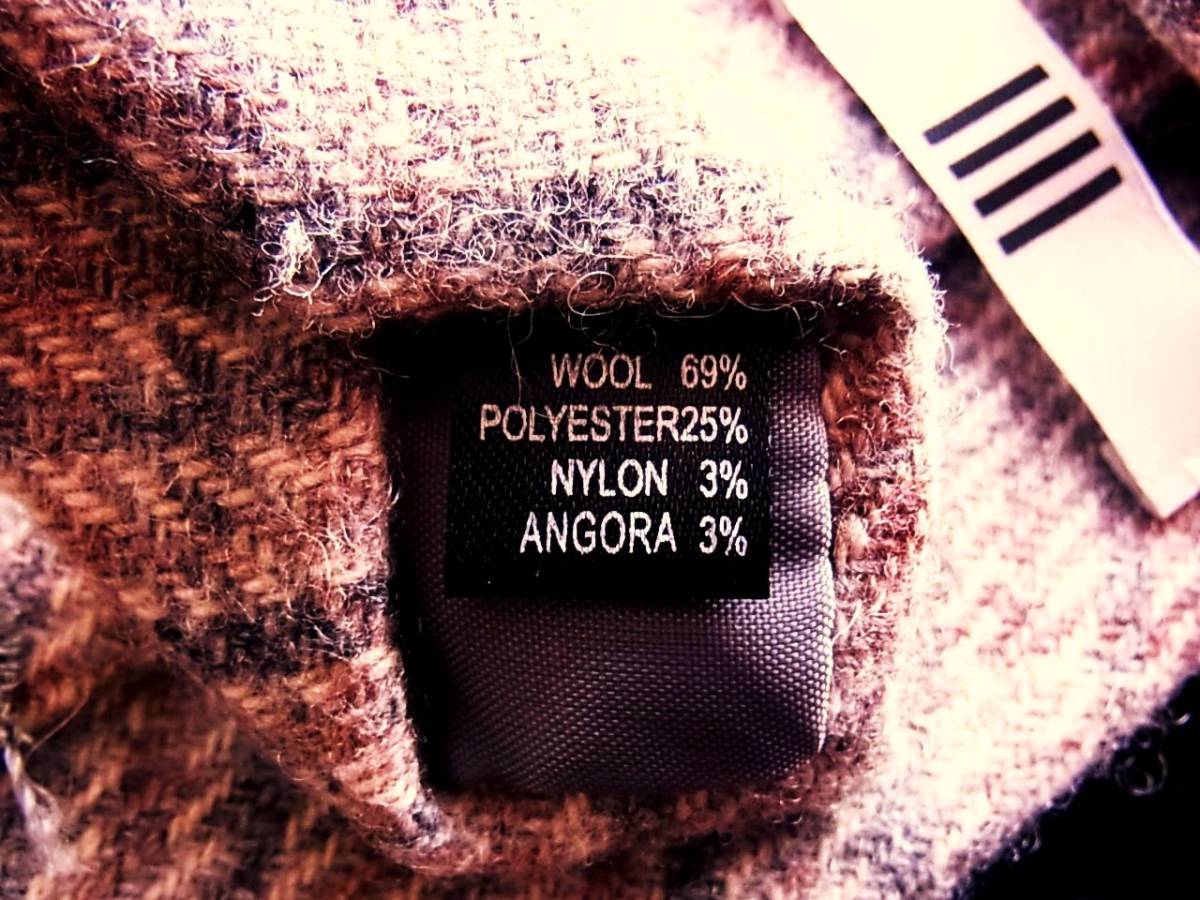 WOOL 69%
POLYESTER25%
NYLON 3%
ANGORA 3%